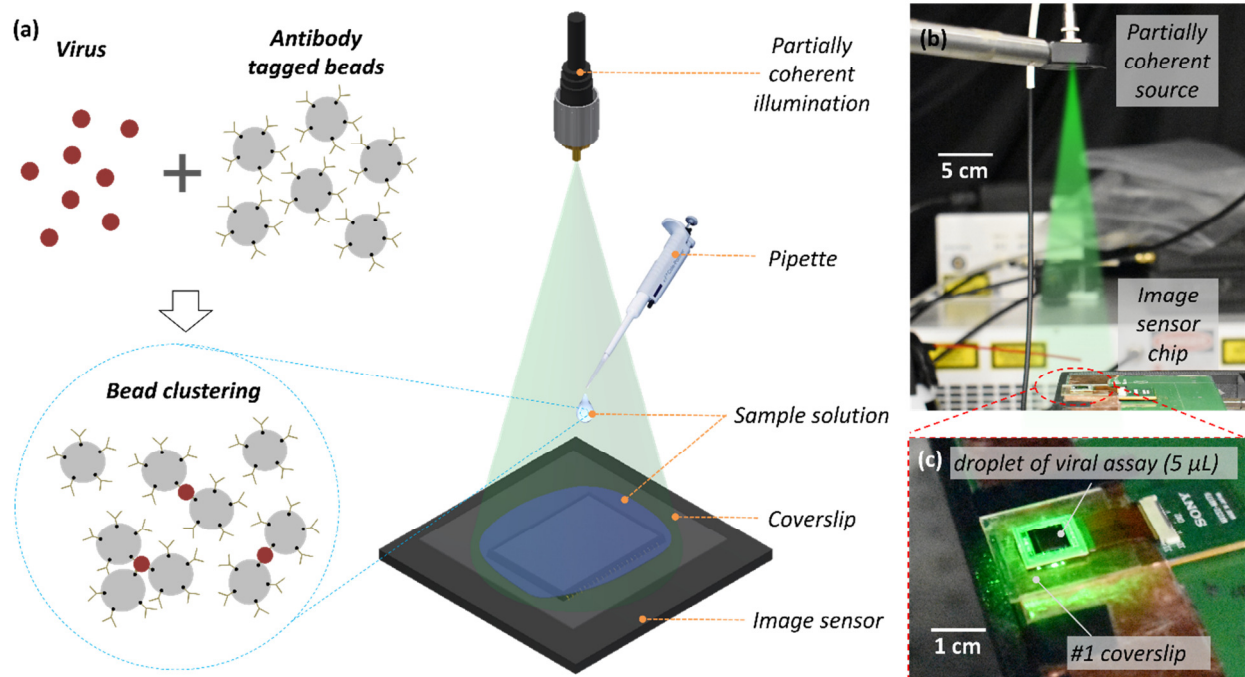 (a)
Virus
Antibody
tagged beads
Bead clustering
Partially
coherent
illumination
Pipette
Sample solution
Coverslip
Image sensor
(b)
Partially
coherent
source
5 cm
Image
sensor
chip
(c)
droplet of viral assay (5 µL)
SONY
1 cm
#1 coverslip